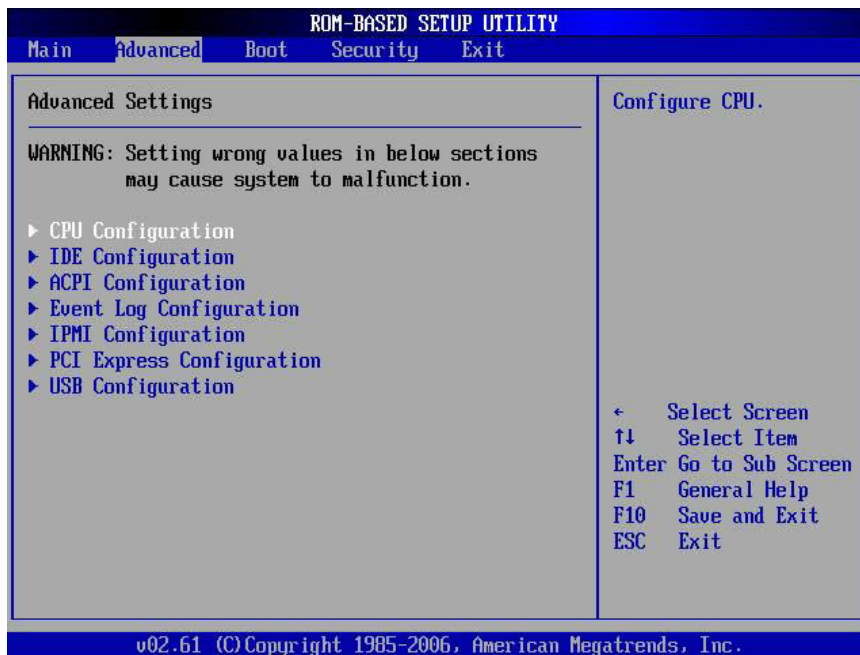 ROM-BASED SETUP UTILITY
Main Advanced Boot Security Exit
Advanced Settings
WARNING: Setting wrong values in below sections
may cause system to malfunction.
▶ CPU Configuration
▶ IDE Configuration
▶ ACPI Configuration
▶ Event Log Configuration
▶ IPMI Configuration
▶ PCI Express Configuration
▶ USB Configuration
Configure CPU.
← Select Screen
↑↓ Select Item
Enter Go to Sub Screen
F1 General Help
F10 Save and Exit
ESC Exit
v02.61 (C)Copyright 1985-2006, American Megatrends, Inc.